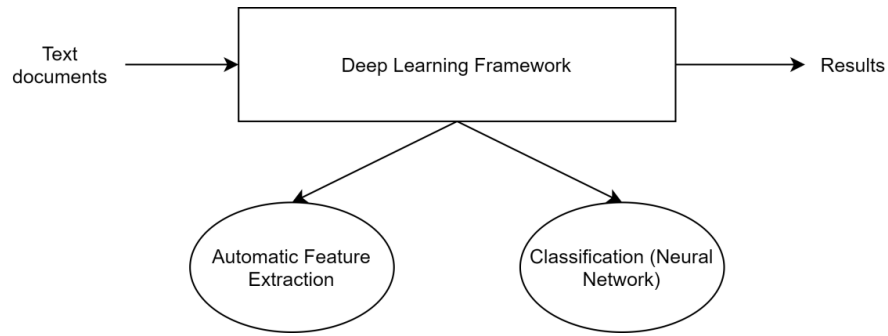 Text
documents
Deep Learning Framework
Results
Automatic Feature
Extraction
Classification (Neural
Network)